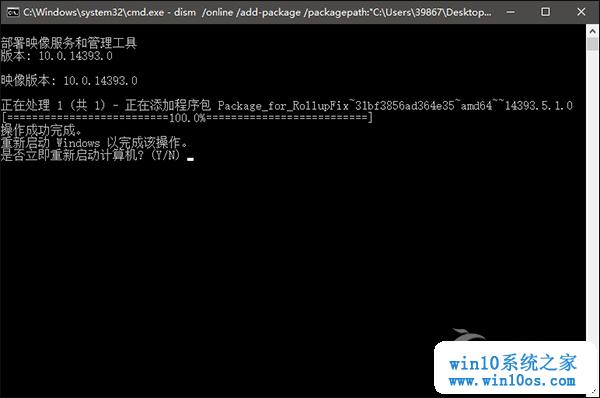 C:\Windows\system32\cmd.exe - dism /online /add-package /packagepath:"C:\Users\39867\Desktop...
部署映像服务和管理工具
版本: 10.0.14393.0
映像版本: 10.0.14393.0
正在处理 1 (共 1) - 正在添加程序包 Package_for_RollupFix~31bf3856ad364e35~amd64~~14393.5.1.0
[==========================100.0%==========================]
操作成功完成。
重新启动 Windows 以完成该操作。
是否立即重新启动计算机? (Y/N)
win10系统之家
www.win10os.com